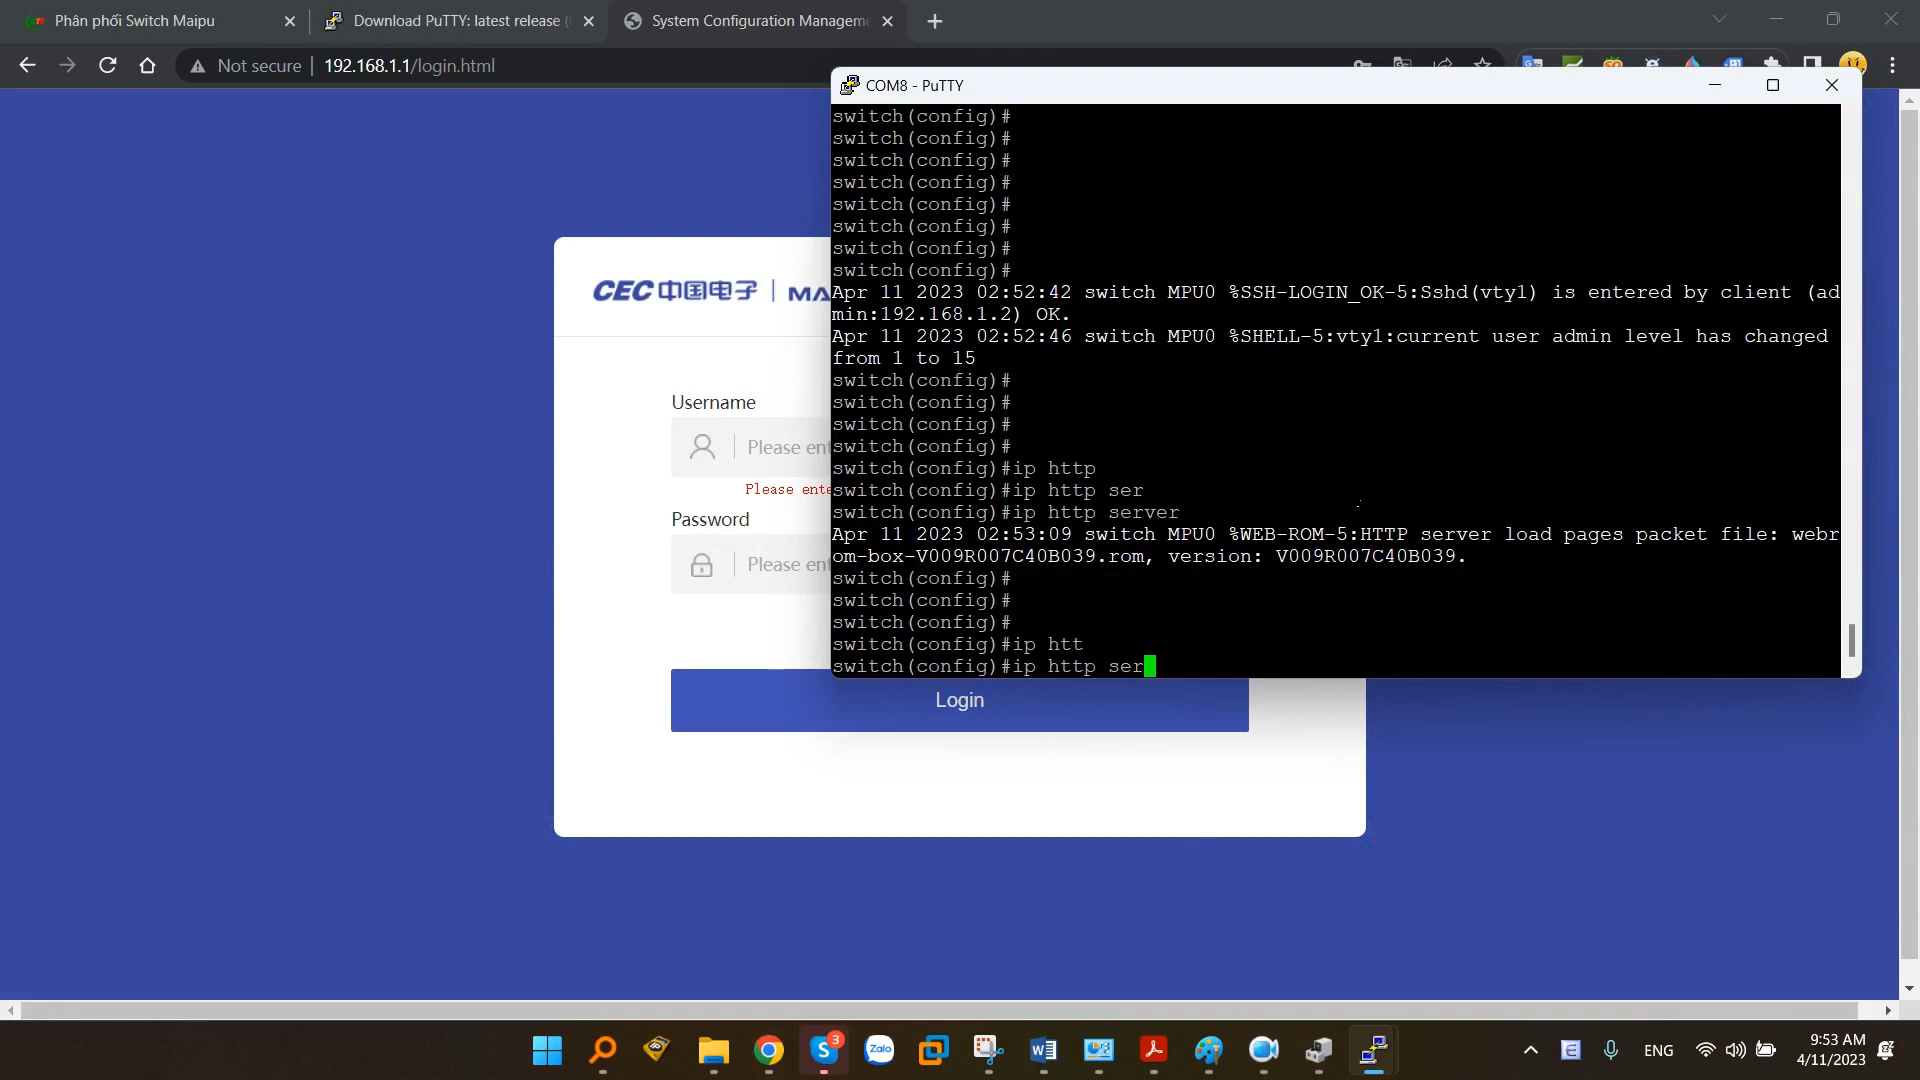 Phân phối Switch Maipu
Download PuTTY: latest release (
System Configuration Manageme
Not secure
192.168.1.1/login.html
COM8 - PuTTY
switch(config)#
switch(config)#
switch(config)#
switch(config)#
switch(config)#
switch(config)#
switch(config)#
switch(config)#
Apr 11 2023 02:52:42 switch MPU0 %SSH-LOGIN_OK-5:Sshd(vty1) is entered by client (ad
min:192.168.1.2) OK.
Apr 11 2023 02:52:46 switch MPU0 %SHELL-5:vty1:current user admin level has changed
from 1 to 15
switch(config)#
switch(config)#
switch(config)#
switch(config)#
switch(config)#ip http
switch(config)#ip http ser
switch(config)#ip http server
Apr 11 2023 02:53:09 switch MPU0 %WEB-ROM-5:HTTP server load pages packet file: webr
om-box-V009R007C40B039.rom, version: V009R007C40B039.
switch(config)#
switch(config)#
switch(config)#
switch(config)#ip htt
switch(config)#ip http ser
CEC中国电子 | MA
Username
Please ent
Please ente
Password
Please ent
Login
3
Zalo
ENG
9:53 AM
4/11/2023